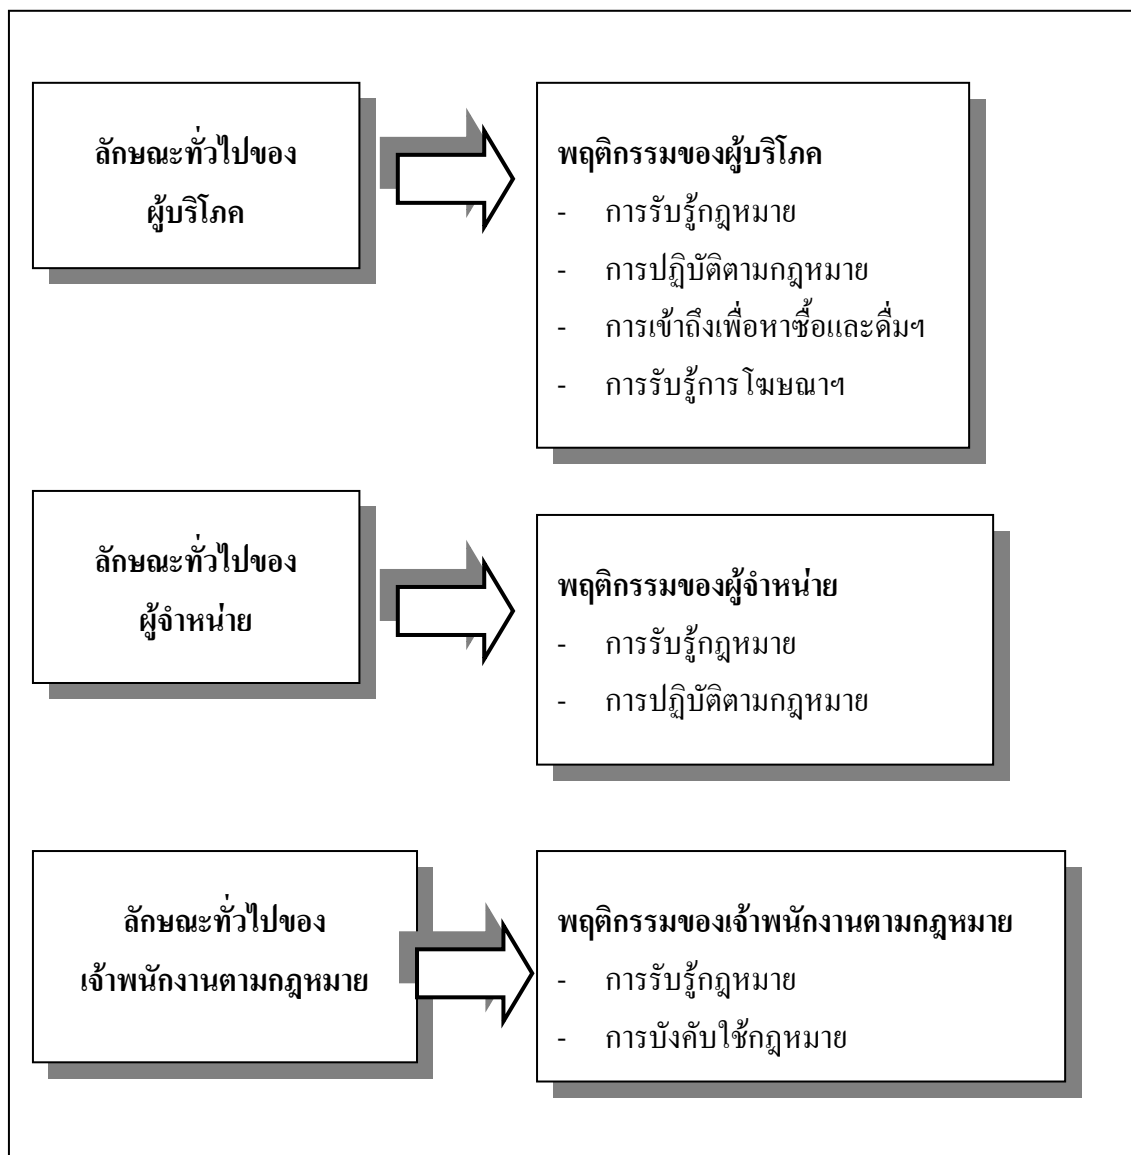 ลักษณะทั่วไปของ
ผู้บริโภค
พฤติกรรมของผู้บริโภค
- การรับรู้กฎหมาย
- การปฏิบัติตามกฎหมาย
- การเข้าถึงเพื่อหาซื้อและดื่มฯ
- การรับรู้การโฆษณาฯ
ลักษณะทั่วไปของ
ผู้จำหน่าย
พฤติกรรมของผู้จำหน่าย
- การรับรู้กฎหมาย
- การปฏิบัติตามกฎหมาย
ลักษณะทั่วไปของ
เจ้าพนักงานตามกฎหมาย
พฤติกรรมของเจ้าพนักงานตามกฎหมาย
- การรับรู้กฎหมาย
- การบังคับใช้กฎหมาย